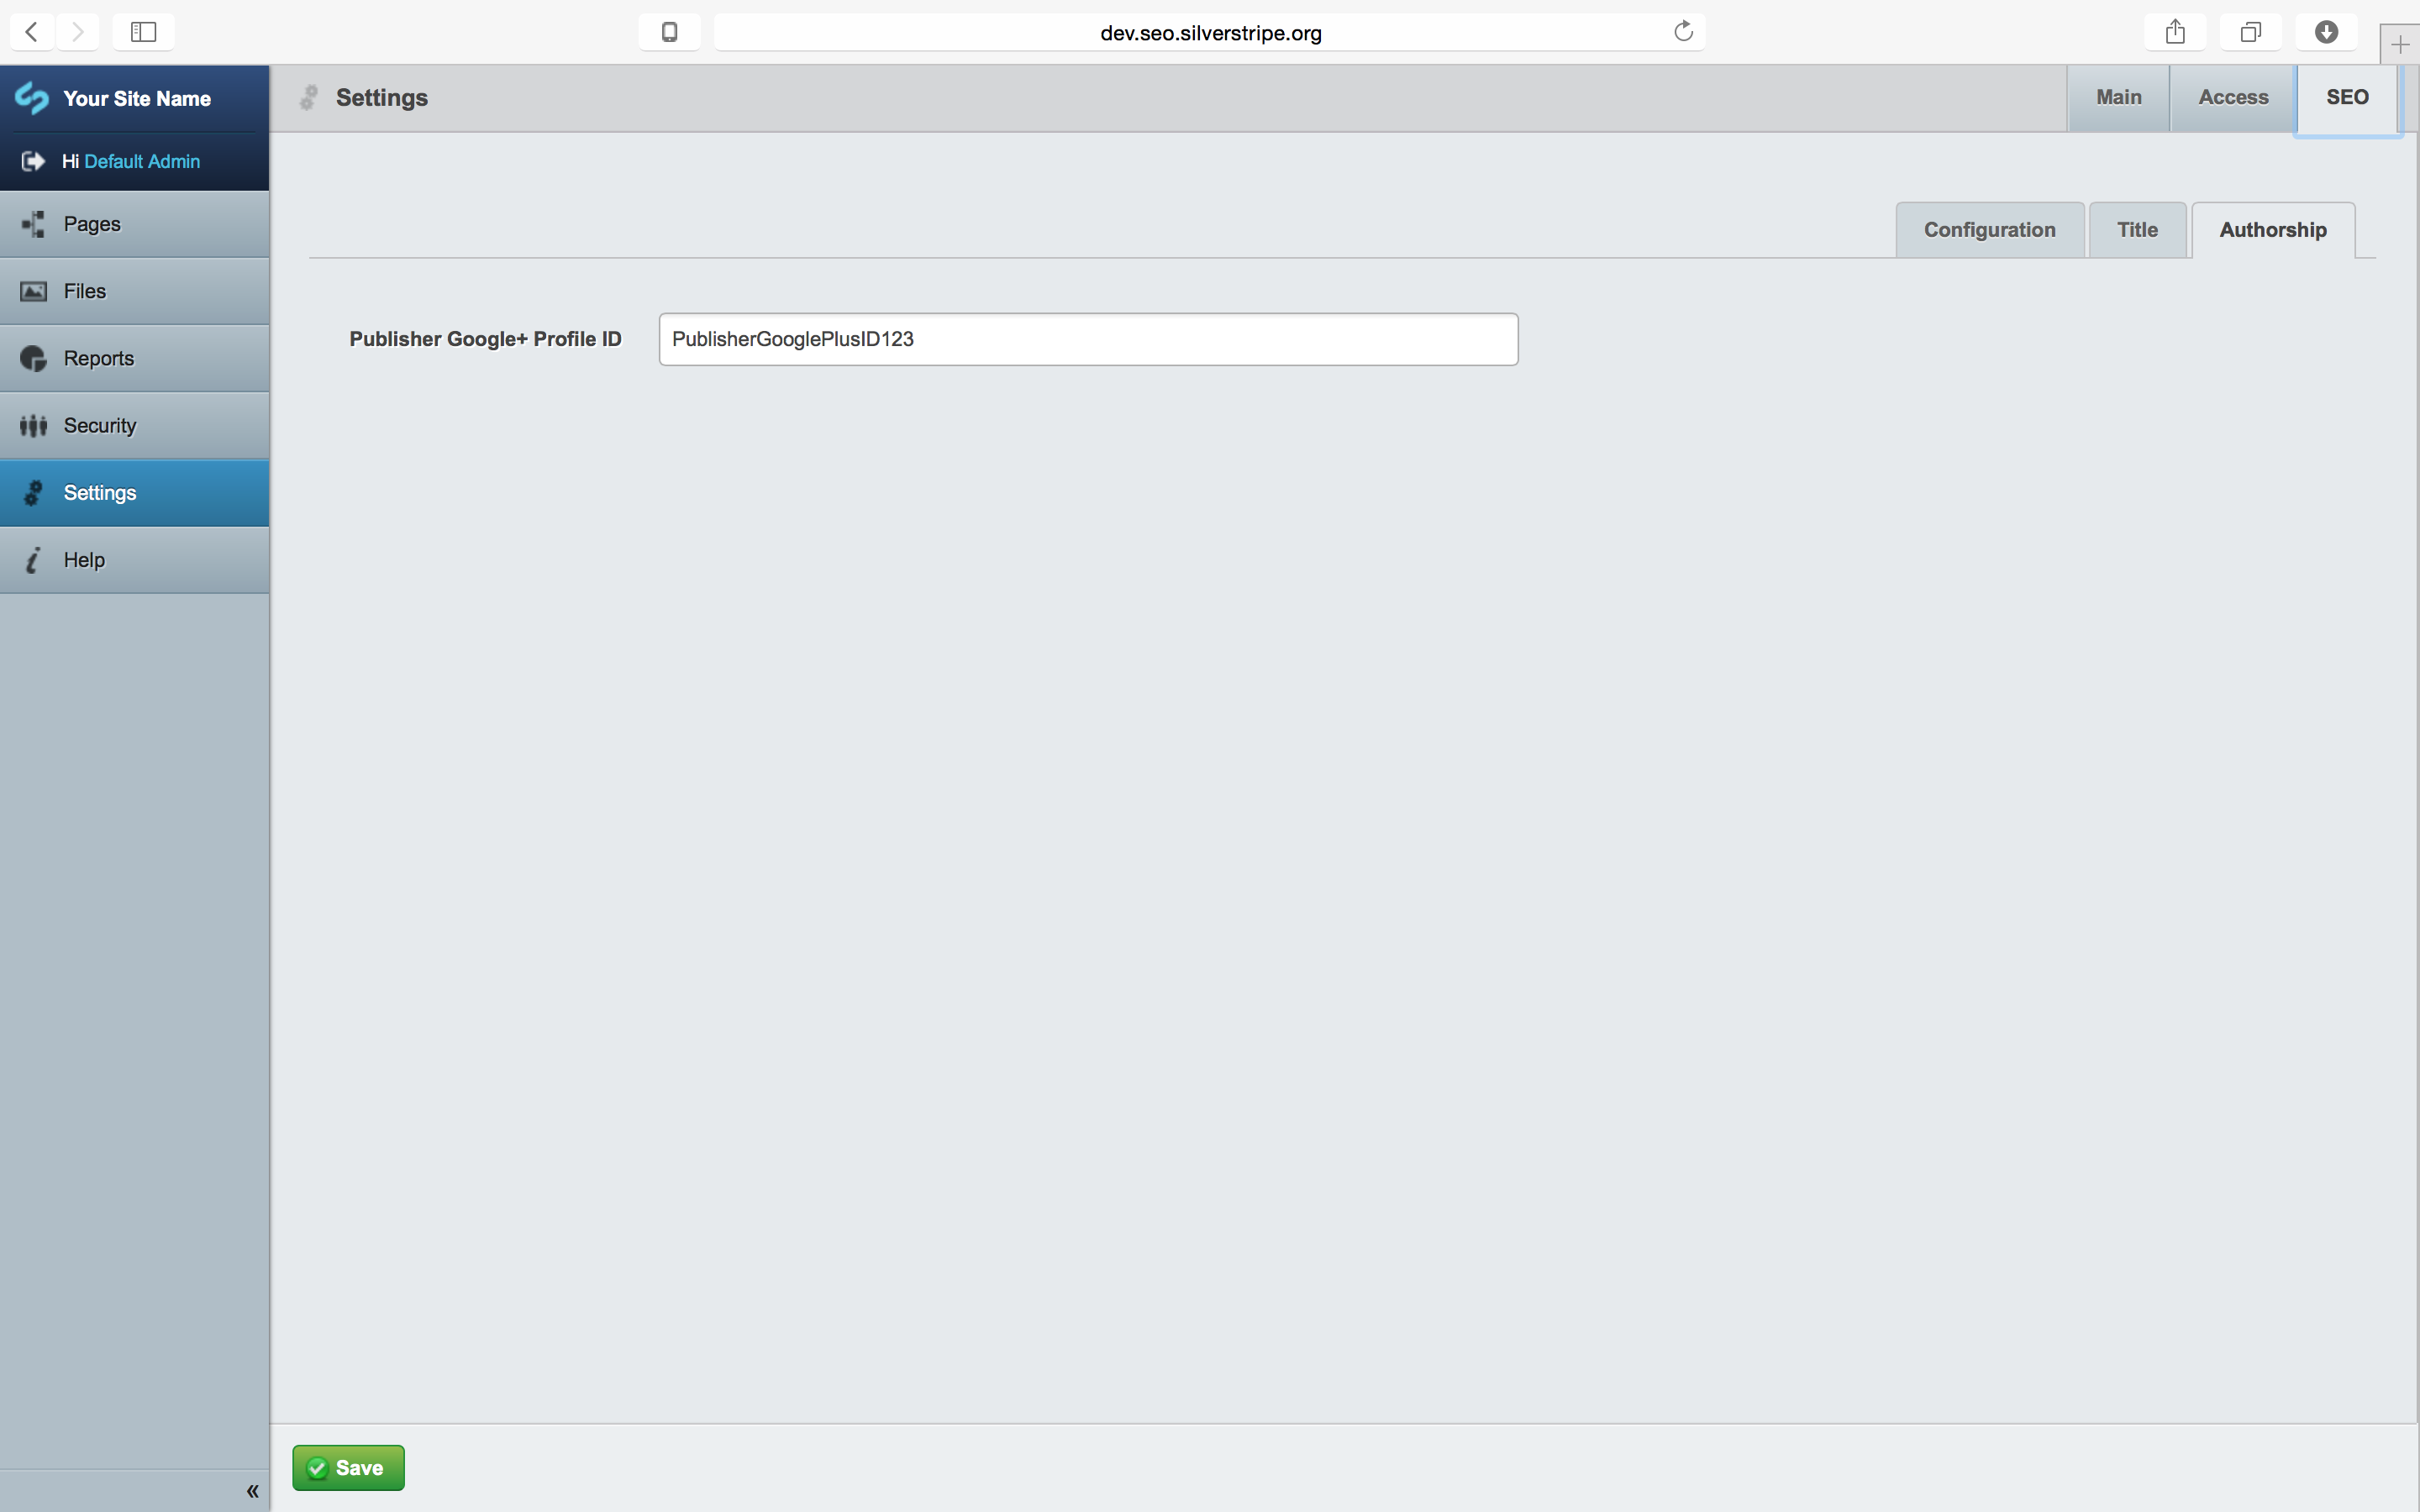 dev.seo.silverstripe.org
Your Site Name
Settings
Main
Access
SEO
Hi Default Admin
Pages
Configuration
Title
Authorship
Files
Publisher Google+ Profile ID
PublisherGooglePlusID123
Reports
Security
Settings
Help
Save
«